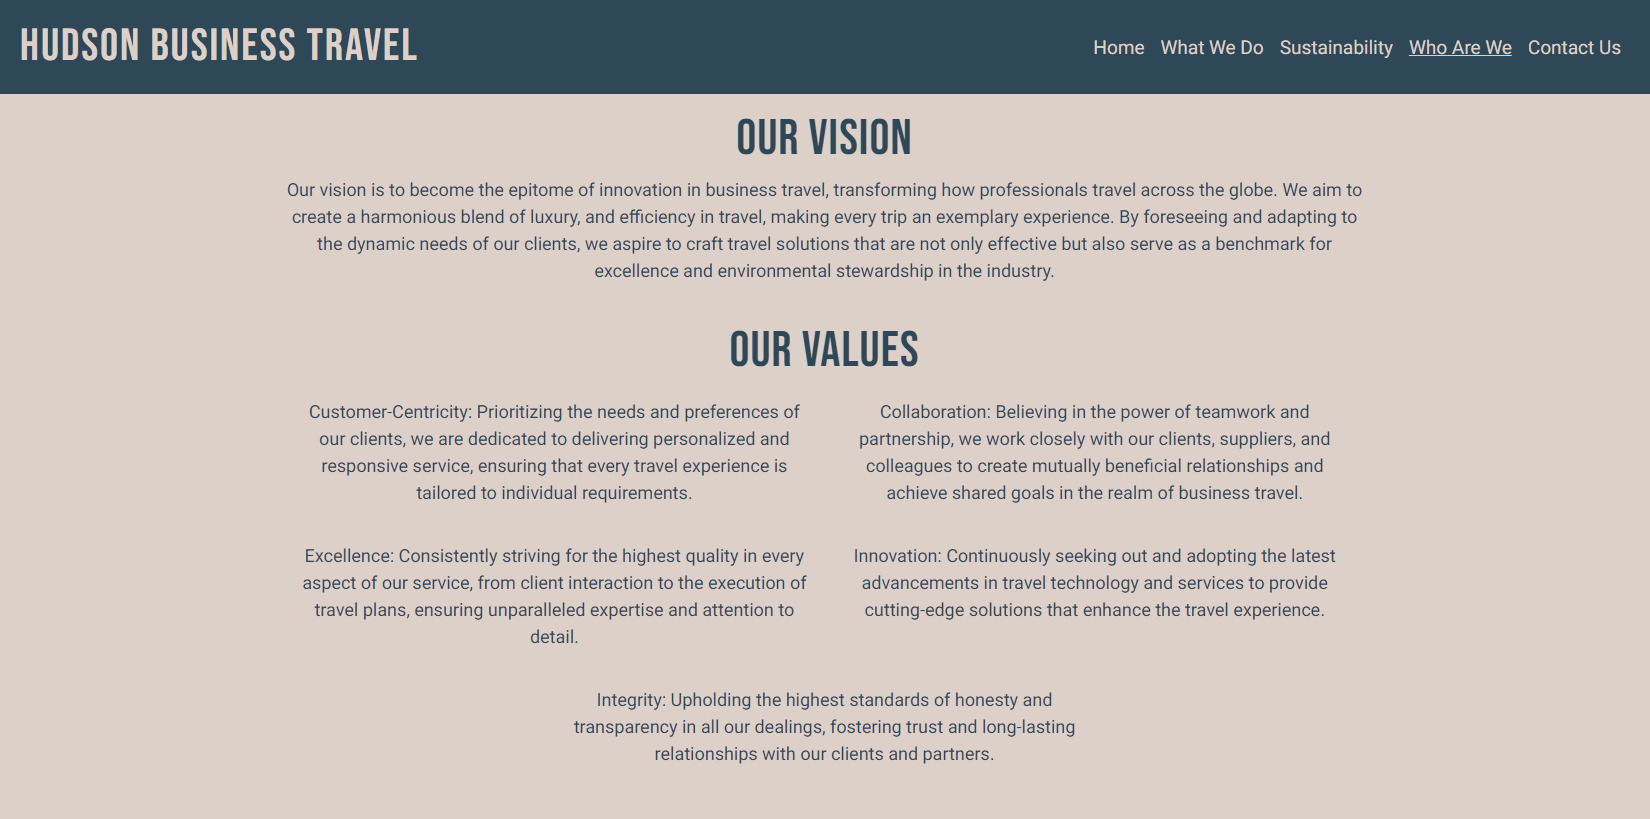 HUDSON BUSINESS TRAVEL
Home What We Do Sustainability Who Are We Contact Us
OUR VISION
Our vision is to become the epitome of innovation in business travel, transforming how professionals travel across the globe. We aim to
create a harmonious blend of luxury, and efficiency in travel, making every trip an exemplary experience. By foreseeing and adapting to
the dynamic needs of our clients, we aspire to craft travel solutions that are not only effective but also serve as a benchmark for
excellence and environmental stewardship in the industry.
OUR VALUES
Customer-Centricity: Prioritizing the needs and preferences of
our clients, we are dedicated to delivering personalized and
responsive service, ensuring that every travel experience is
tailored to individual requirements.
Collaboration: Believing in the power of teamwork and
partnership, we work closely with our clients, suppliers, and
colleagues to create mutually beneficial relationships and
achieve shared goals in the realm of business travel.
Excellence: Consistently striving for the highest quality in every
aspect of our service, from client interaction to the execution of
travel plans, ensuring unparalleled expertise and attention to
detail.
Innovation: Continuously seeking out and adopting the latest
advancements in travel technology and services to provide
cutting-edge solutions that enhance the travel experience.
Integrity: Upholding the highest standards of honesty and
transparency in all our dealings, fostering trust and long-lasting
relationships with our clients and partners.